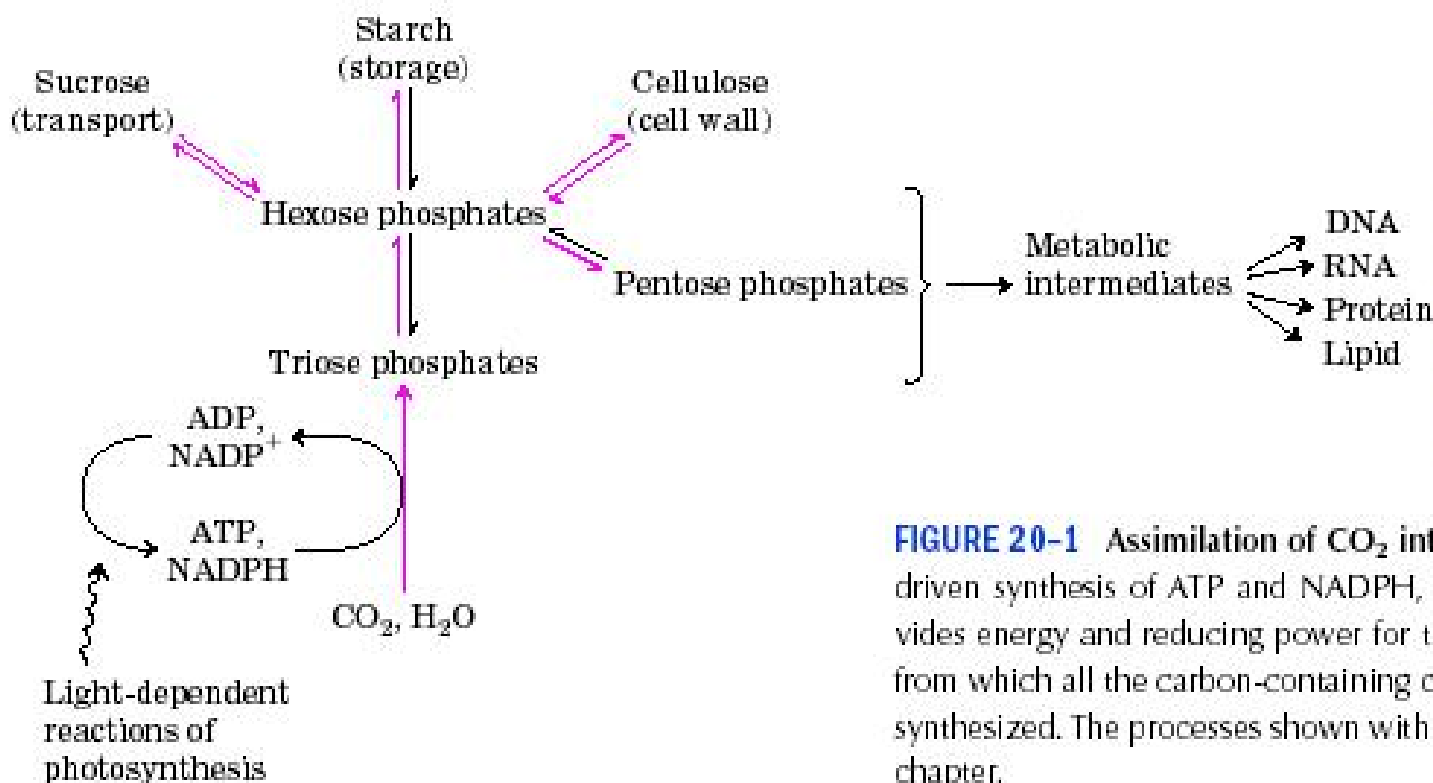 Starch
(storage)
Sucrose
(transport)
Cellulose
(cell wall)
Hexose phosphates
Pentose phosphates
Metabolic
intermediates
DNA
RNA
Protein
Lipid
Triose phosphates
ADP,
NADP⁺
ATP,
NADPH
CO₂, H₂O
Light-dependent
reactions of
photosynthesis
FIGURE 20–1 Assimilation of CO₂
driven synthesis of ATP and NADPH,
vides energy and reducing power for
from which all the carbon-containing
synthesized. The processes shown with
chapter.